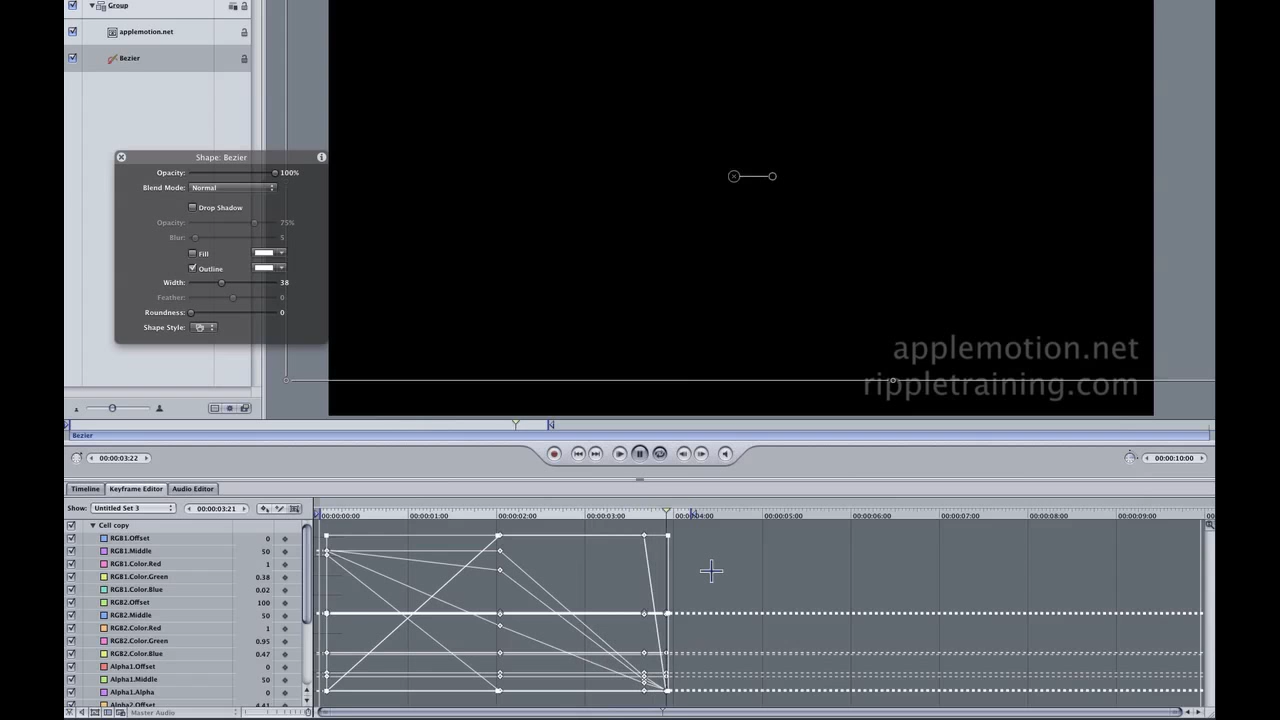 Group
applemotion.net
Bezier
Shape: Bezier
Opacity: 100%
Blend Mode: Normal
Drop Shadow
Opacity: 75%
Blur: 5
Fill
Outline
Width: 38
Feather: 0
Roundness: 0
Shape Style:
applemotion.net
rippletraining.com
Bezier
00:00:03:22
00:00:10:00
Timeline Keyframe Editor Audio Editor
Show: Untitled Set 3 00:00:03:21
00:00:00:00 00:00:01:00 00:00:02:00 00:00:03:00 00:00:04:00 00:00:05:00 00:00:06:00 00:00:07:00 00:00:08:00 00:00:09:00 00:
Cell copy
RGB1.Offset 0
RGB1.Middle 50
RGB1.Color.Red 1
RGB1.Color.Green 0.38
RGB1.Color.Blue 0.02
RGB2.Offset 100
RGB2.Middle 50
RGB2.Color.Red 1
RGB2.Color.Green 0.95
RGB2.Color.Blue 0.47
Alpha1.Offset 0
Alpha1.Middle 50
Alpha1.Alpha 0
Alpha2.Offset 4.41
Master Audio